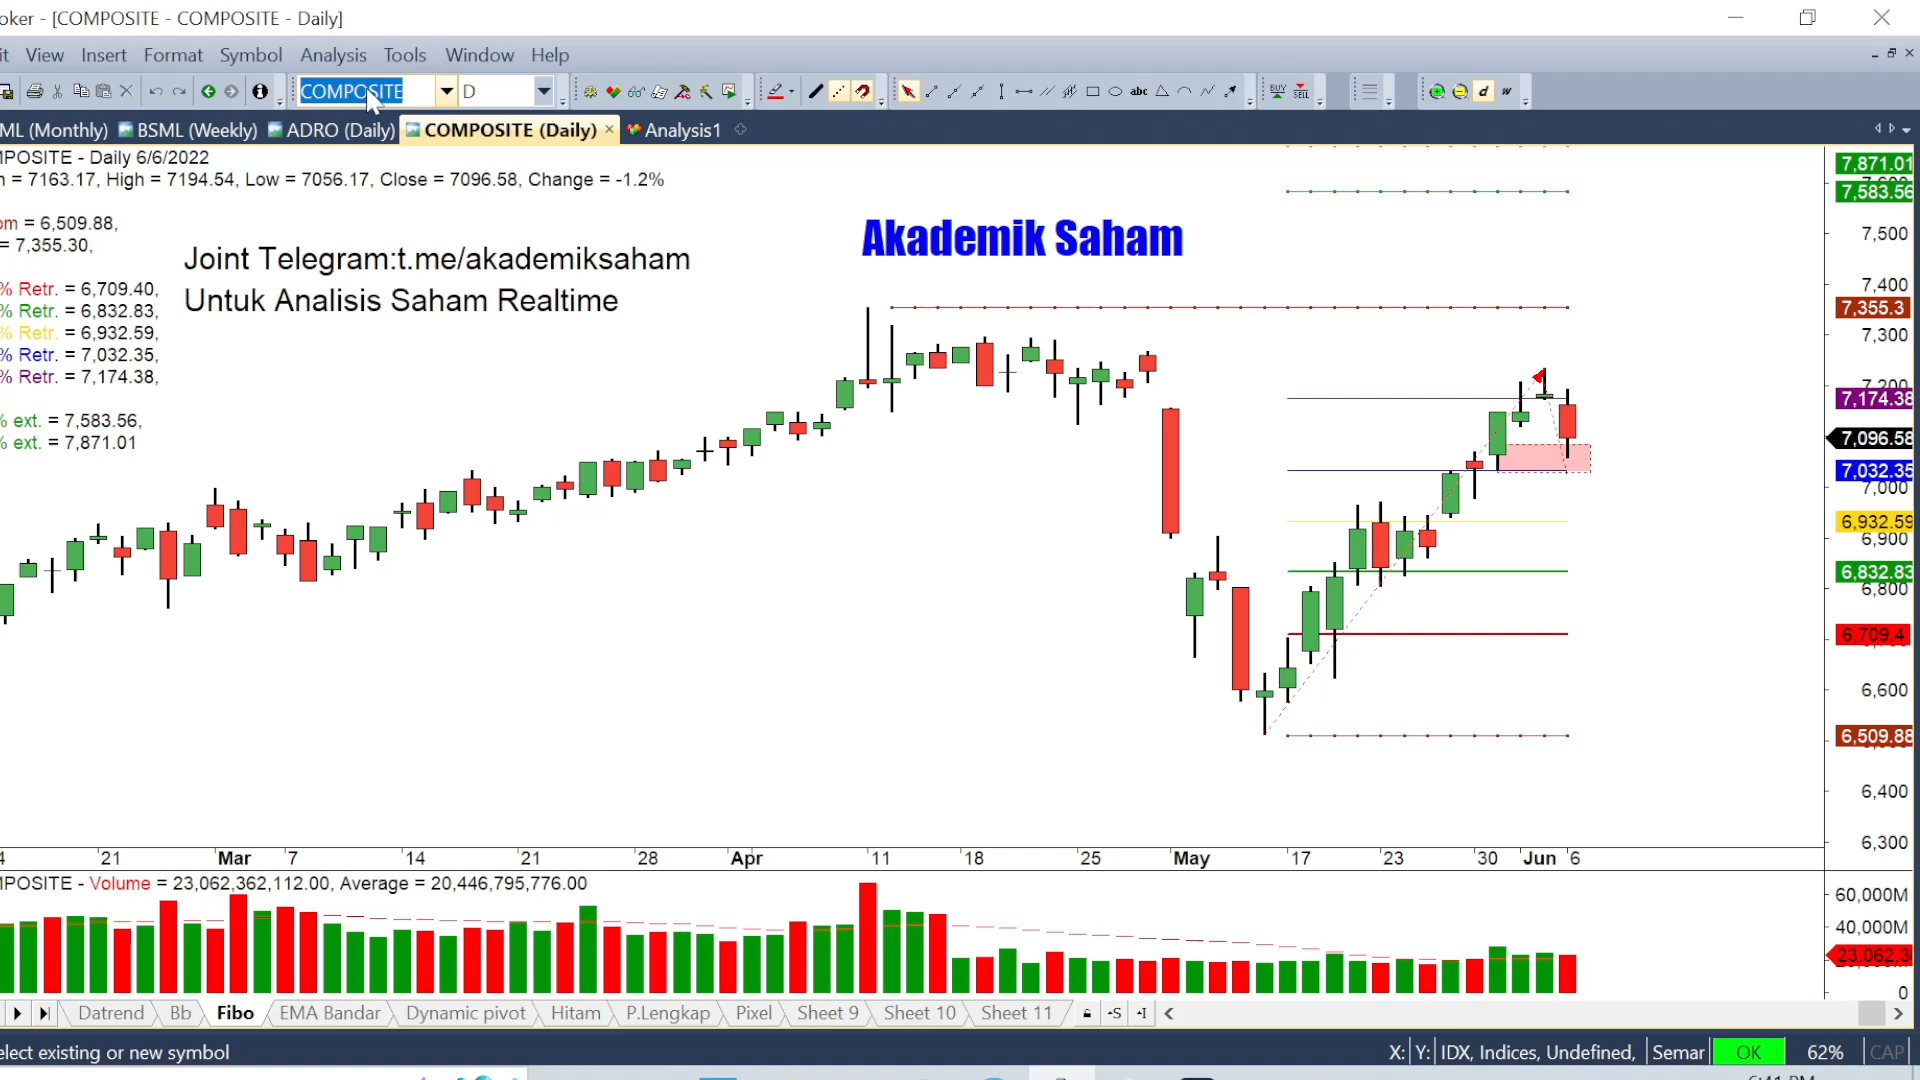 oker - [COMPOSITE - COMPOSITE - Daily]
it View Insert Format Symbol Analysis Tools Window Help
COMPOSITE D
abc BUY SELL d w
ML (Monthly) BSML (Weekly) ADRO (Daily) COMPOSITE (Daily) × Analysis1
MPOSITE - Daily 6/6/2022
n = 7163.17, High = 7194.54, Low = 7056.17, Close = 7096.58, Change = -1.2%
om = 6,509.88,
= 7,355.30,
% Retr. = 6,709.40,
% Retr. = 6,832.83,
% Retr. = 6,932.59,
% Retr. = 7,032.35,
% Retr. = 7,174.38,
% ext. = 7,583.56,
% ext. = 7,871.01
Joint Telegram:t.me/akademiksaham
Untuk Analisis Saham Realtime
Akademik Saham
7,871.01
7,583.56
7,500
7,400
7,355.3
7,300
7,200
7,174.38
7,096.58
7,032.35
7,000
6,932.59
6,900
6,832.83
6,800
6,709.4
6,600
6,509.88
6,400
6,300
4 21 Mar 7 14 21 28 Apr 11 18 25 May 17 23 30 Jun 6
MPOSITE - Volume = 23,062,362,112.00, Average = 20,446,795,776.00
60,000M
40,000M
23,062,3
0
Datrend Bb Fibo EMA Bandar Dynamic pivot Hitam P.Lengkap Pixel Sheet 9 Sheet 10 Sheet 11 -S -I
elect existing or new symbol X: Y: IDX, Indices, Undefined, Semar OK 62% CAP